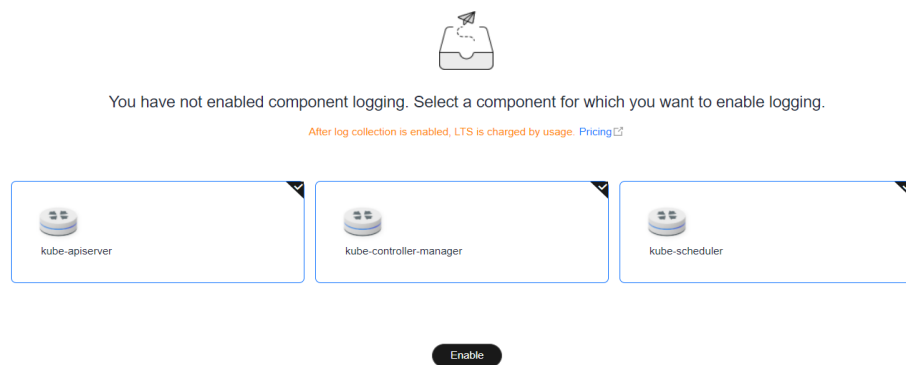 You have not enabled component logging. Select a component for which you want to enable logging.
After log collection is enabled, LTS is charged by usage. Pricing
kube-apiserver
kube-controller-manager
kube-scheduler
Enable